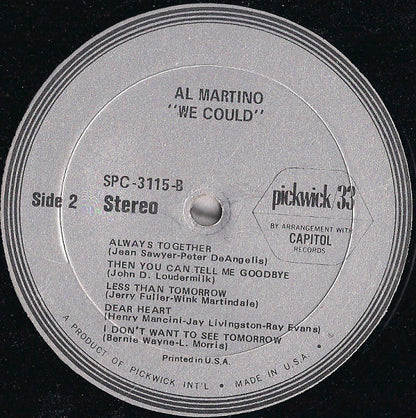 AL MARTINO
"WE COULD"
SPC-3115-B
Side 2
Stereo
pickwick/33
BY ARRANGEMENT WITH
CAPITOL
RECORDS
ALWAYS TOGETHER
(Jean Sawyer-Peter DeAngelis)
THEN YOU CAN TELL ME GOODBYE
(John D. Loudermilk)
LESS THAN TOMORROW
(Jerry Fuller-Wink Martindale)
DEAR HEART
(Henry Mancini-Jay Livingston-Ray Evans)
I DON'T WANT TO SEE TOMORROW
(Bernie Wayne-L. Morris)
Printed in U.S.A.
A PRODUCT OF PICKWICK INT'L • MADE IN U.S.A. •